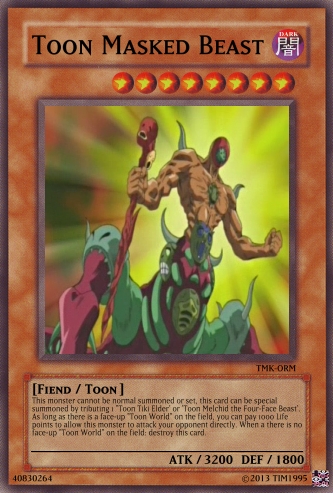 TOON MASKED BEAST
DARK
闇
TMK-ORM
[FIEND / TOON]
This monster cannot be normal summoned or set, this card can be special
summoned by tributing 1 "Toon Tiki Elder' or 'Toon Melchid the Four-Face Beast'.
As long as there is a face-up "Toon World" on the field, you can pay 1000 Life
points to allow this monster to attack your opponent directly. When there is no
face-up "Toon World" on the field: destroy this card.
ATK / 3200 DEF / 1800
40830264
©2013 TIM1995